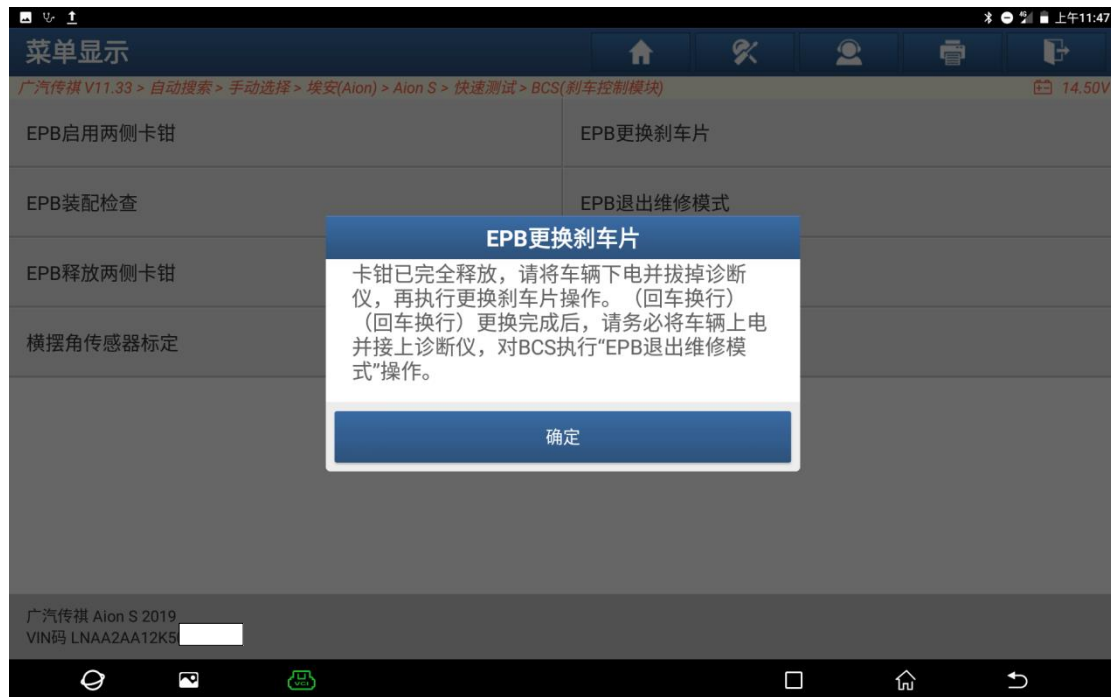 上午11:47
菜单显示
广汽传祺 V11.33 > 自动搜索 > 手动选择 > 埃安(Aion) > Aion S > 快速测试 > BCS(刹车控制模块)
14.50V
EPB启用两侧卡钳
EPB更换刹车片
EPB装配检查
EPB退出维修模式
EPB释放两侧卡钳
横摆角传感器标定
EPB更换刹车片
卡钳已完全释放，请将车辆下电并拔掉诊断
仪，再执行更换刹车片操作。（回车换行）
（回车换行）更换完成后，请务必将车辆上电
并接上诊断仪，对BCS执行“EPB退出维修模
式”操作。
确定
广汽传祺 Aion S 2019
VIN码 LNAA2AA12K5
VCI